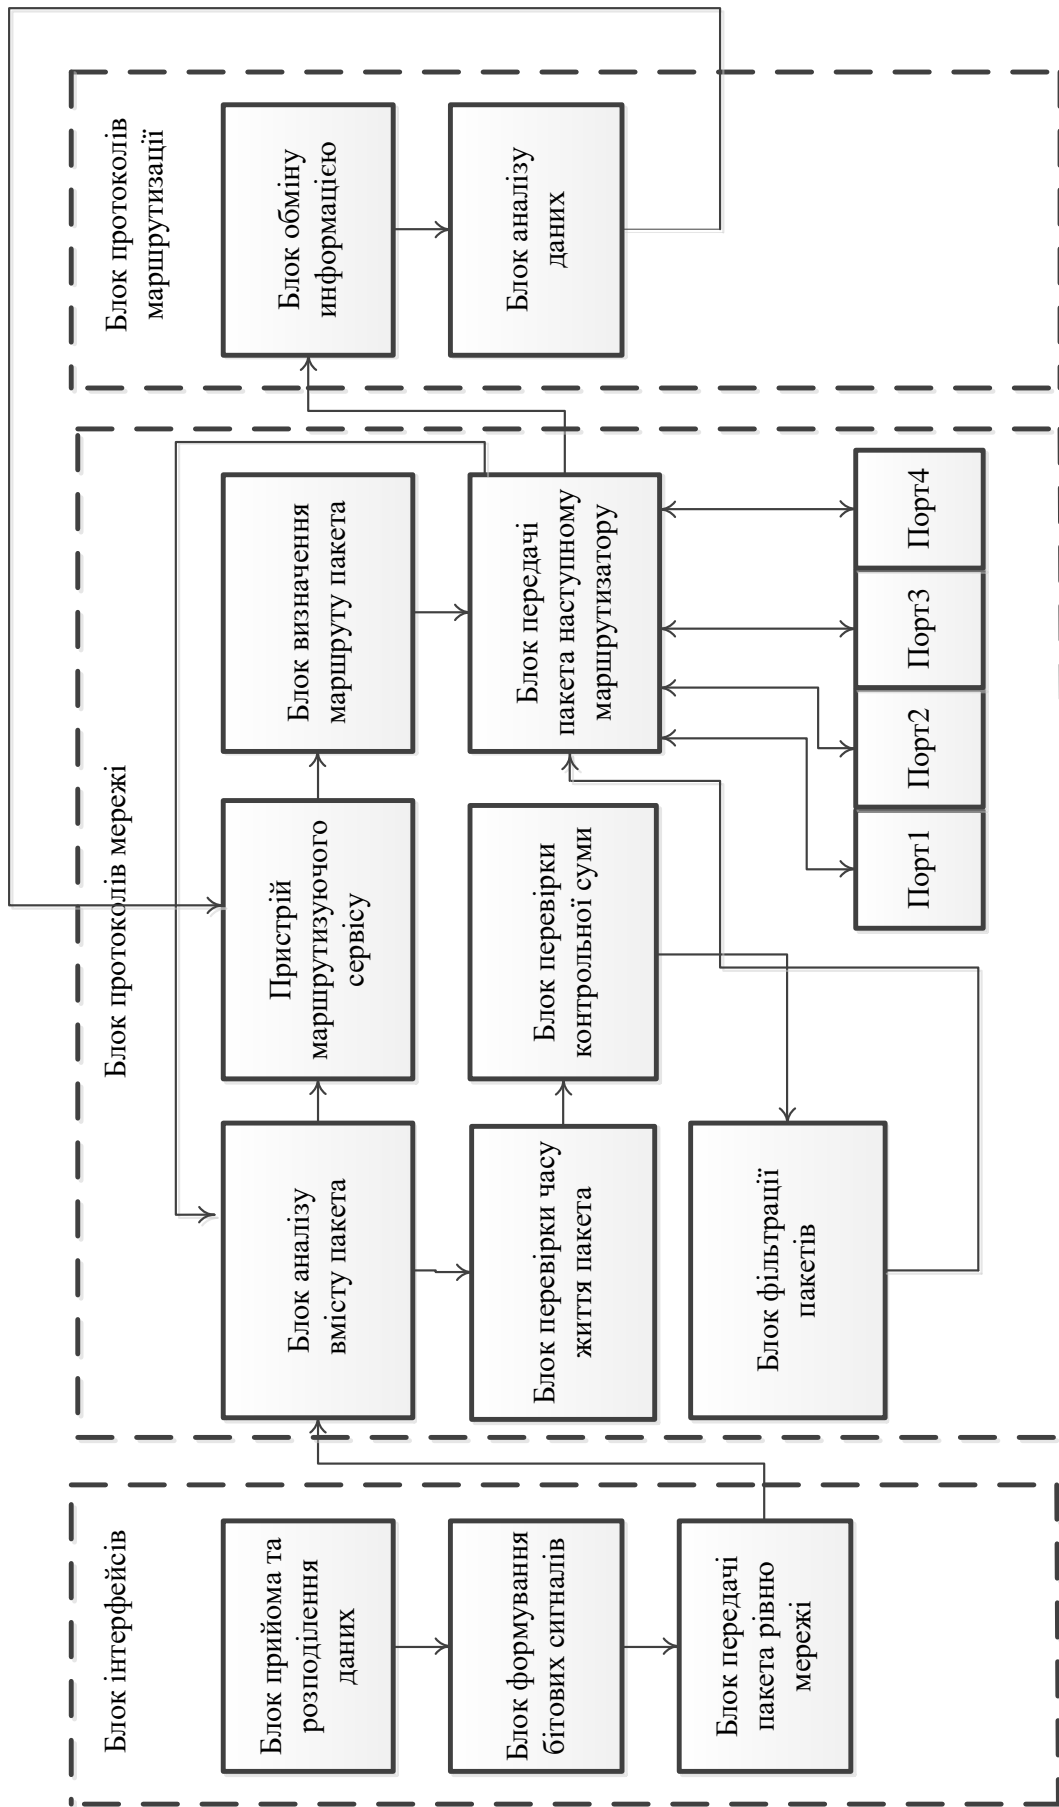 Блок інтерфейсів
Блок прийома та
розподілення
даних
Блок формування
бітових сигналів
Блок передачі
пакета рівню
мережі
Блок протоколів мережі
Блок аналізу
вмісту пакета
Пристрій
маршрутизуючого
сервісу
Блок визначення
маршруту пакета
Блок перевірки часу
життя пакета
Блок перевірки
контрольної суми
Блок передачі
пакета наступному
маршрутизатору
Блок фільтрації
пакетів
Порт1
Порт2
Порт3
Порт4
Блок протоколів
маршрутизації
Блок обміну
информацією
Блок аналізу
даних